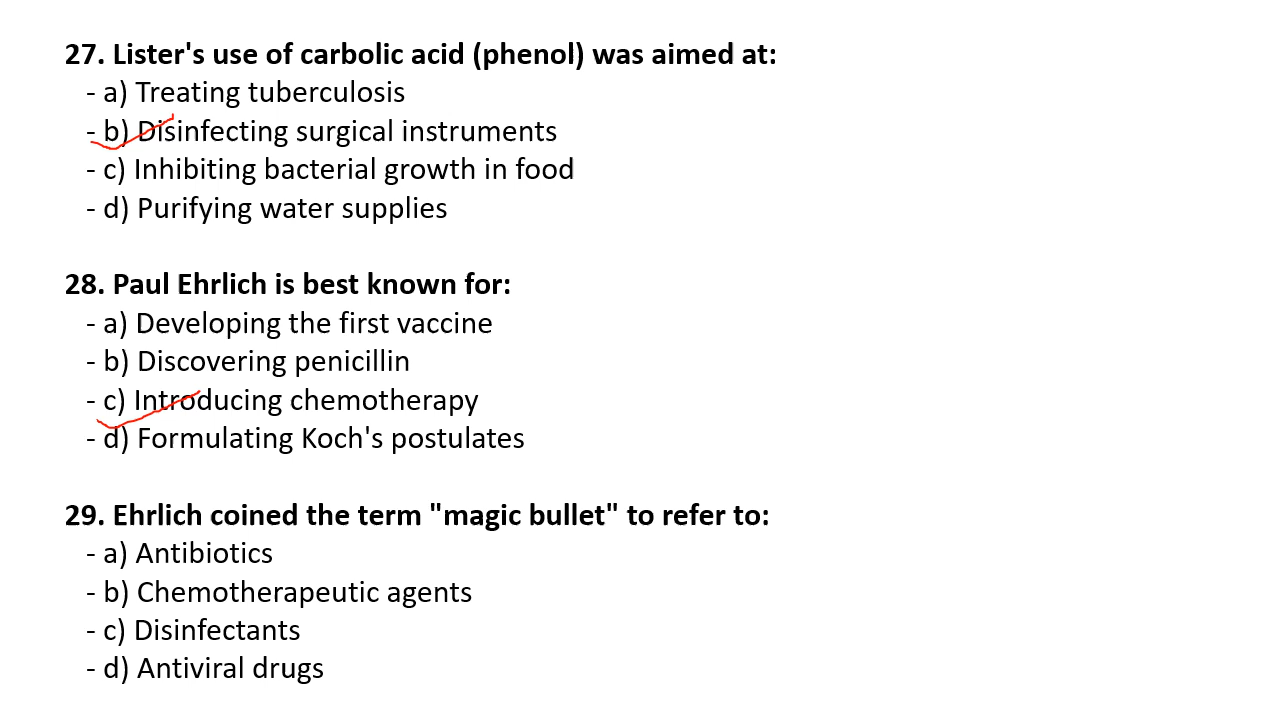 27. Lister's use of carbolic acid (phenol) was aimed at:
- a) Treating tuberculosis
- b) Disinfecting surgical instruments
- c) Inhibiting bacterial growth in food
- d) Purifying water supplies
28. Paul Ehrlich is best known for:
- a) Developing the first vaccine
- b) Discovering penicillin
- c) Introducing chemotherapy
- d) Formulating Koch's postulates
29. Ehrlich coined the term "magic bullet" to refer to:
- a) Antibiotics
- b) Chemotherapeutic agents
- c) Disinfectants
- d) Antiviral drugs